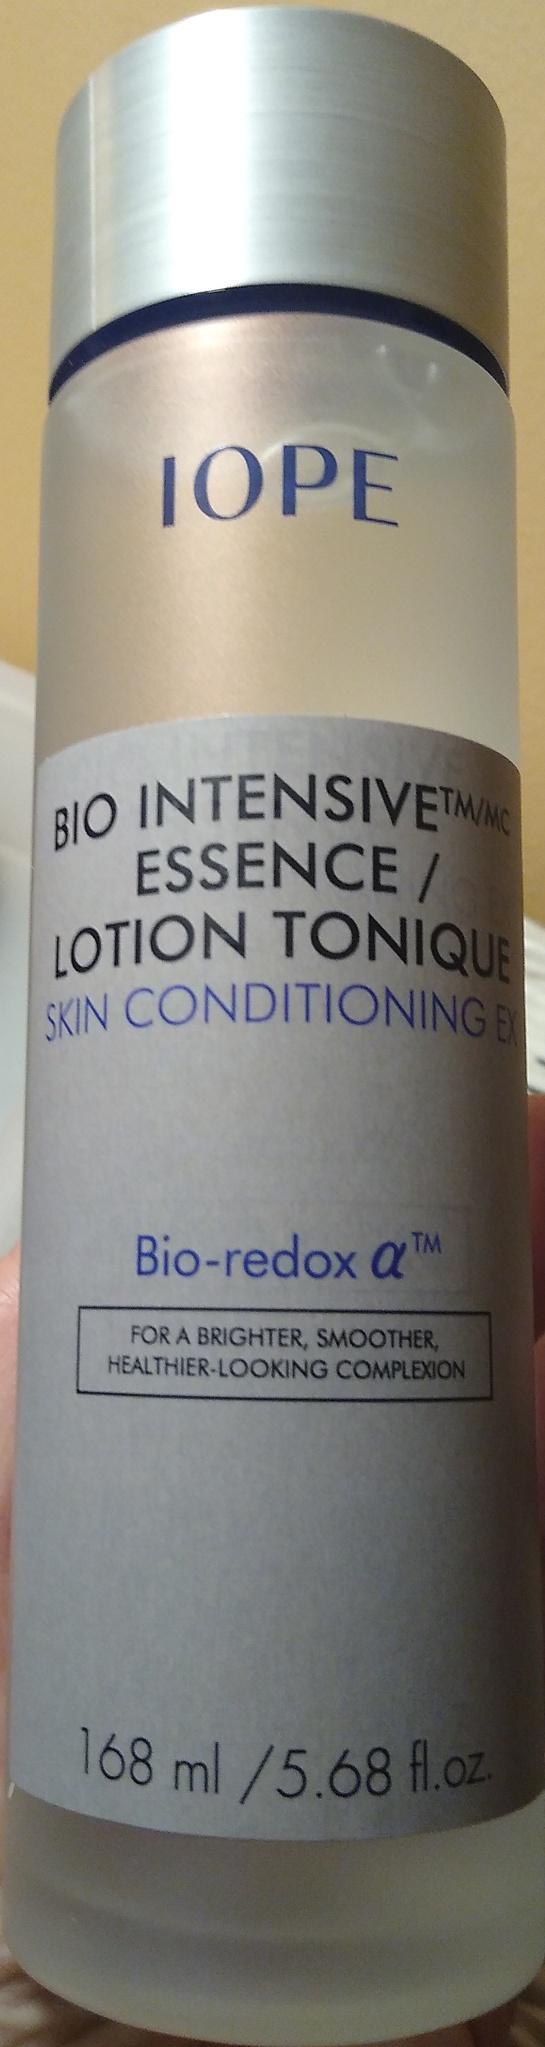 IOPE
BIO INTENSIVE™/MC
ESSENCE /
LOTION TONIQUE
SKIN CONDITIONING EX
Bio-redox α™
FOR A BRIGHTER, SMOOTHER,
HEALTHIER-LOOKING COMPLEXION
168 ml /5.68 fl.oz.